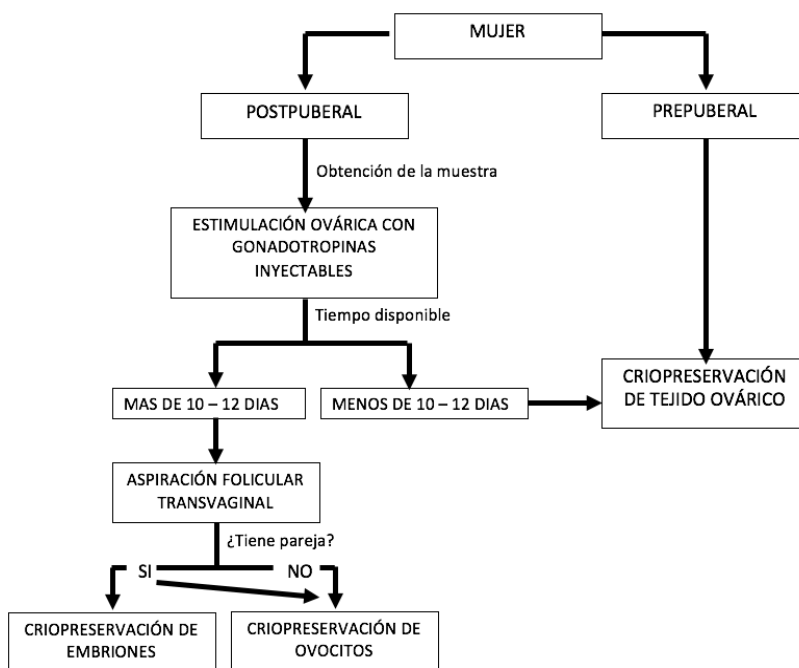 MUJER
POSTPUBERAL
PREPUBERAL
Obtención de la muestra
ESTIMULACIÓN OVÁRICA CON
GONADOTROPINAS
INYECTABLES
Tiempo disponible
MAS DE 10 – 12 DIAS
MENOS DE 10 – 12 DIAS
CRIOPRESERVACIÓN
DE TEJIDO OVÁRICO
ASPIRACIÓN FOLICULAR
TRANSVAGINAL
¿Tiene pareja?
SI
NO
CRIOPRESERVACIÓN DE
EMBRIONES
CRIOPRESERVACIÓN DE
OVOCITOS